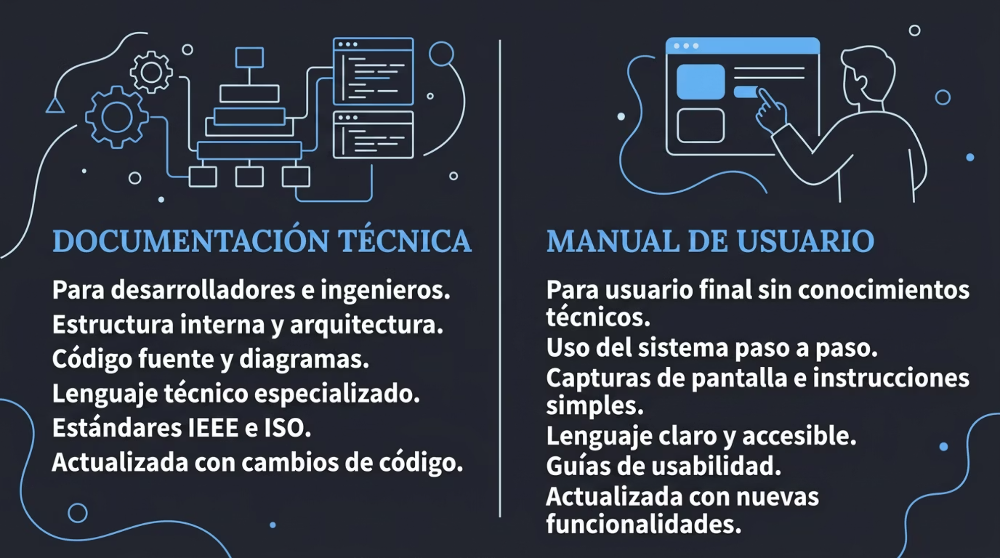 DOCUMENTACIÓN TÉCNICA
Para desarrolladores e ingenieros.
Estructura interna y arquitectura.
Código fuente y diagramas.
Lenguaje técnico especializado.
Estándares IEEE e ISO.
Actualizada con cambios de código.
MANUAL DE USUARIO
Para usuario final sin conocimientos
técnicos.
Uso del sistema paso a paso.
Capturas de pantalla e instrucciones
simples.
Lenguaje claro y accesible.
Guías de usabilidad.
Actualizada con nuevas
funcionalidades.